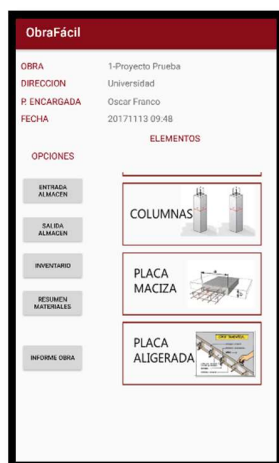 ObraFácil
OBRA 1-Proyecto Prueba
DIRECCION Universidad
P. ENCARGADA Oscar Franco
FECHA 20171113 09:48
ELEMENTOS
OPCIONES
ENTRADA
ALMACEN
SALIDA
ALMACEN
INVENTARIO
RESUMEN
MATERIALES
INFORME OBRA
COLUMNAS
PLACA
MACIZA
PLACA
ALIGERADA